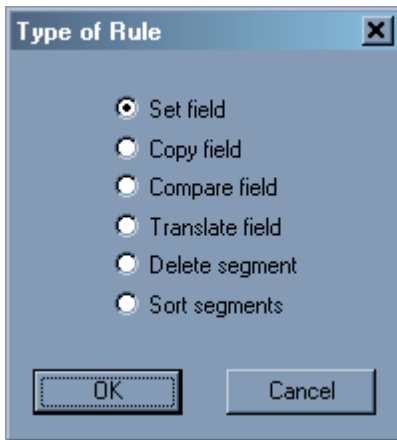 Type of Rule
Set field
Copy field
Compare field
Translate field
Delete segment
Sort segments
OK Cancel